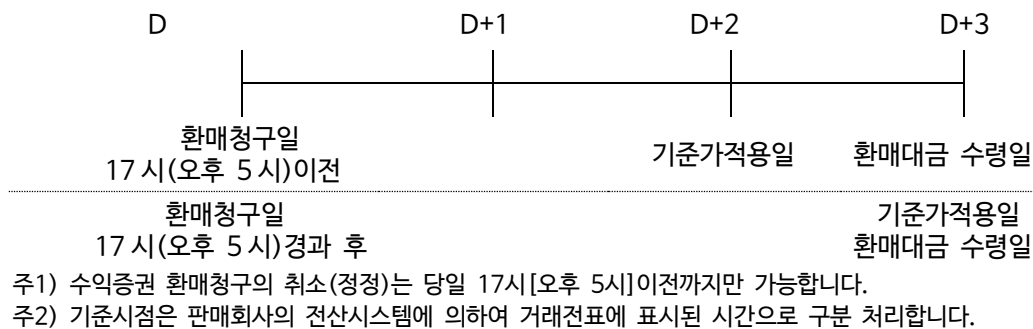 D D+1 D+2 D+3
환매청구일
17시(오후 5시)이전 기준가적용일 환매대금 수령일
환매청구일 기준가적용일
17시(오후 5시)경과 후 환매대금 수령일
주1) 수익증권 환매청구의 취소(정정)는 당일 17시[오후 5시]이전까지만 가능합니다.
주2) 기준시점은 판매회사의 전산시스템에 의하여 거래전표에 표시된 시간으로 구분 처리합니다.